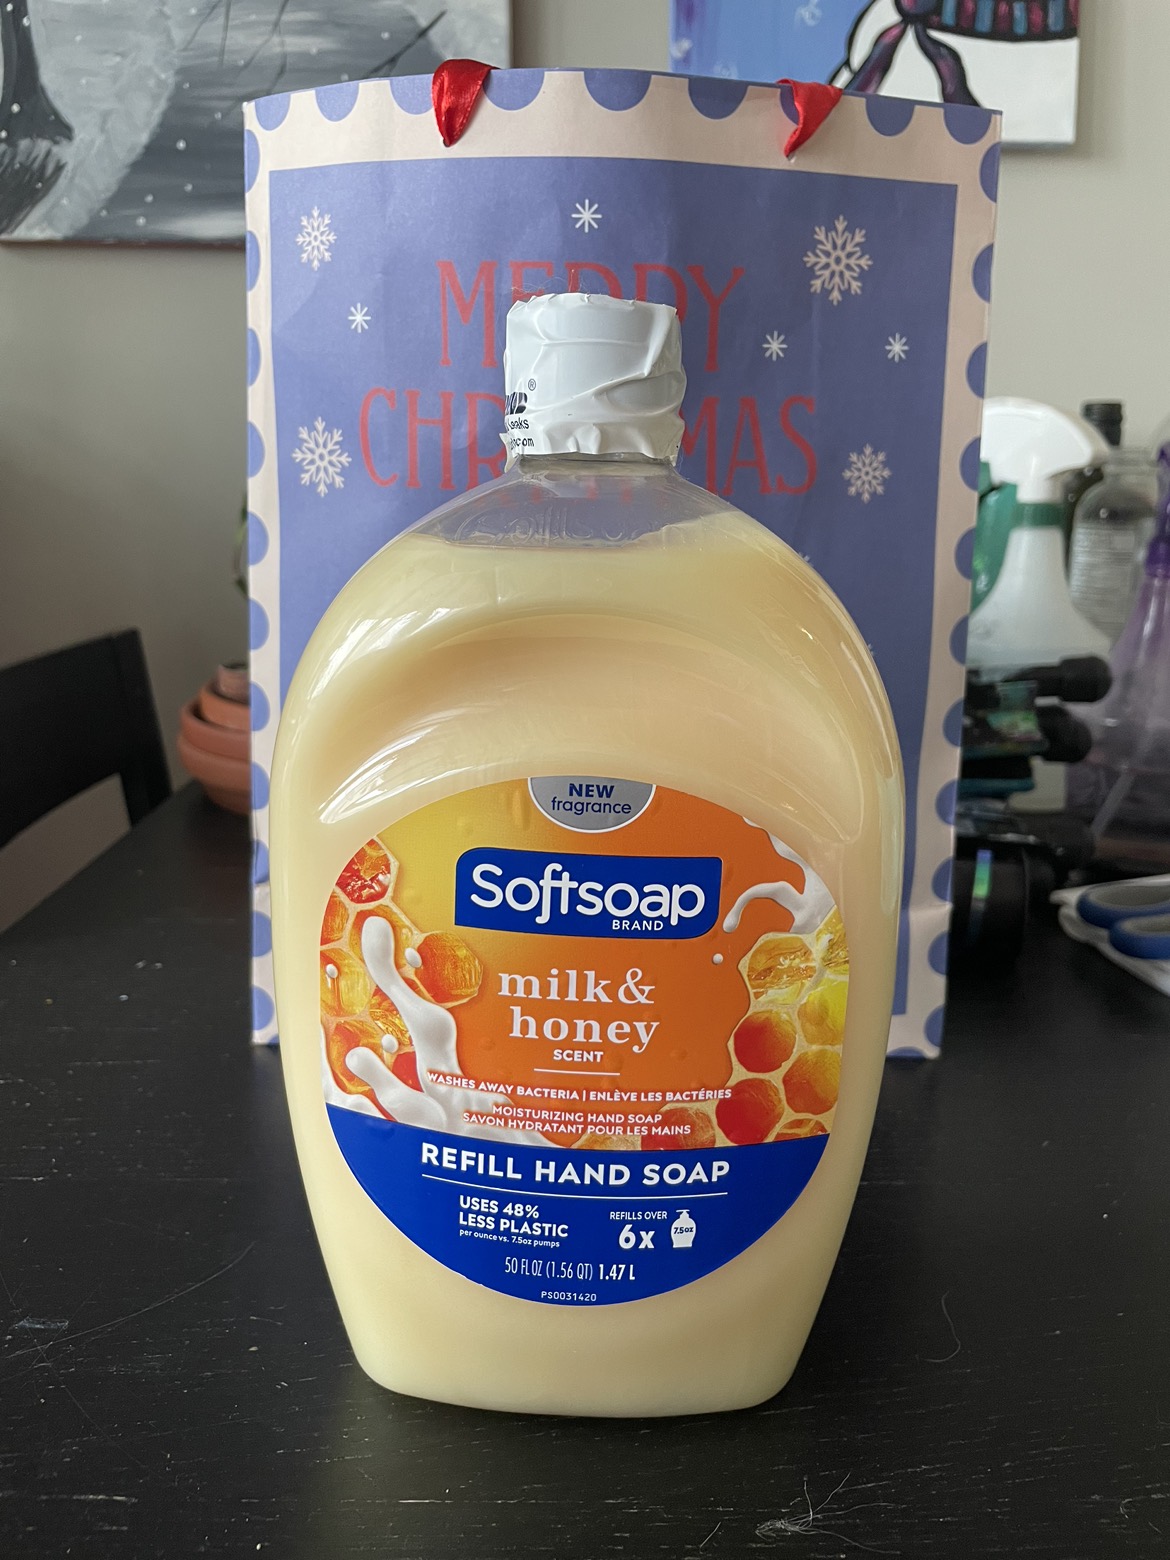 MERRY
CHRISTMAS
®
NEW
fragrance
Softsoap
BRAND
milk &
honey
SCENT
WASHES AWAY BACTERIA | ENLÈVE LES BACTÉRIES
MOISTURIZING HAND SOAP
SAVON HYDRATANT POUR LES MAINS
REFILL HAND SOAP
USES 48%
LESS PLASTIC
per ounce vs. 7.5oz pumps
REFILLS OVER
6x
7.5oz
50 FL OZ (1.56 QT) 1.47 L
PS0031420